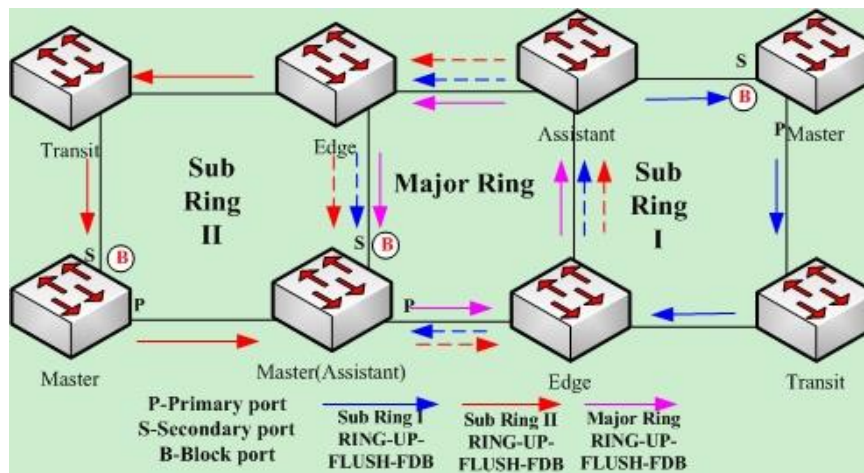 S
B
P
Transit
Edge
Assistant
Master
Sub
Ring
II
Major Ring
Sub
Ring
I
S
B
S
B
P
P
Master
Master(Assistant)
Edge
Transit
P-Primary port
S-Secondary port
B-Block port
Sub Ring I
RING-UP-
FLUSH-FDB
Sub Ring II
RING-UP-
FLUSH-FDB
Major Ring
RING-UP-
FLUSH-FDB